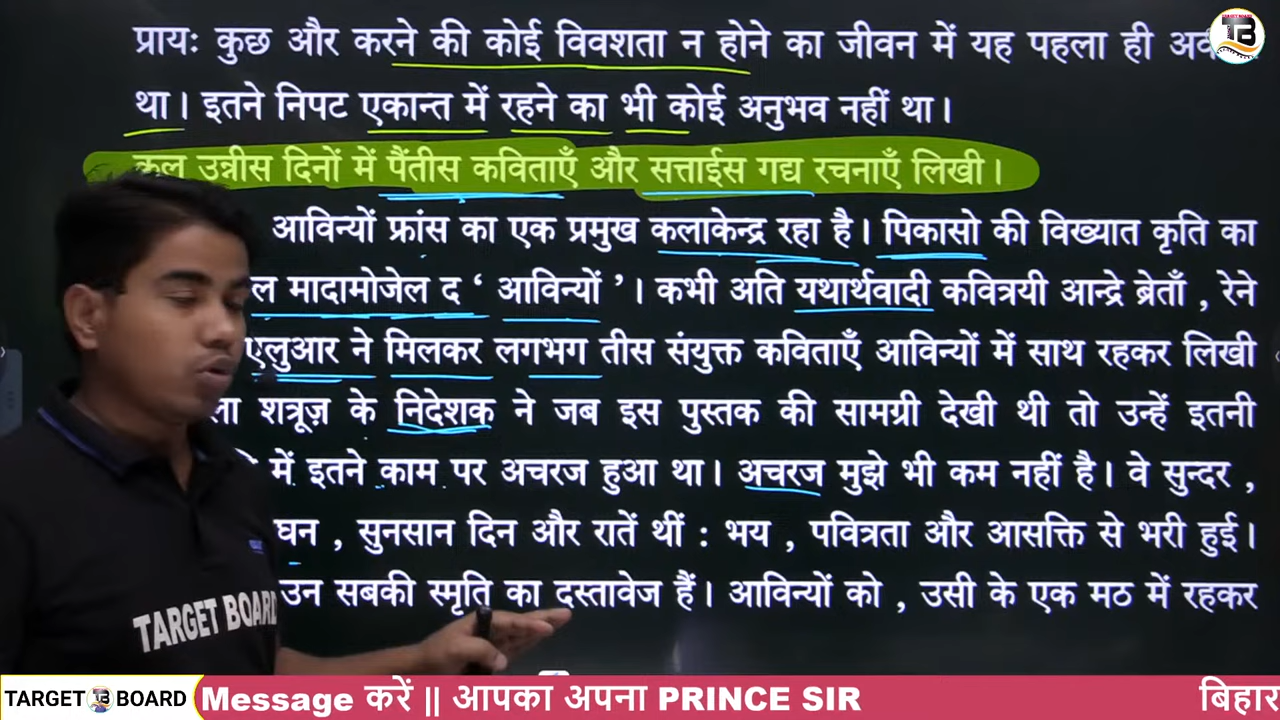 प्रायः कुछ और करने की कोई विवशता न होने का जीवन में यह पहला ही
था। इतने निपट एकान्त में रहने का भी कोई अनुभव नहीं था।
कुल उन्नीस दिनों में पैंतीस कविताएँ और सत्ताईस गद्य रचनाएँ लिखी।
आविन्यों फ्रांस का एक प्रमुख कलाकेन्द्र रहा है। पिकासो की विख्यात कृति का
ल मादामोजेल द ‘ आविन्यों ’। कभी अति यथार्थवादी कवित्रयी आन्द्रे ब्रेताँ , रेने
एलुआर ने मिलकर लगभग तीस संयुक्त कविताएँ आविन्यों में साथ रहकर लिखी
ला शत्रूज़ के निदेशक ने जब इस पुस्तक की सामग्री देखी थी तो उन्हें इतनी
में इतने काम पर अचरज हुआ था। अचरज मुझे भी कम नहीं है। वे सुन्दर ,
घन , सुनसान दिन और रातें थीं : भय , पवित्रता और आसक्ति से भरी हुई।
उन सबकी स्मृति का दस्तावेज हैं। आविन्यों को , उसी के एक मठ में रहकर
TARGET BOARD
TB
TARGET BOARD
TARGET TB BOARD
Message करें || आपका अपना PRINCE SIR
बिहार